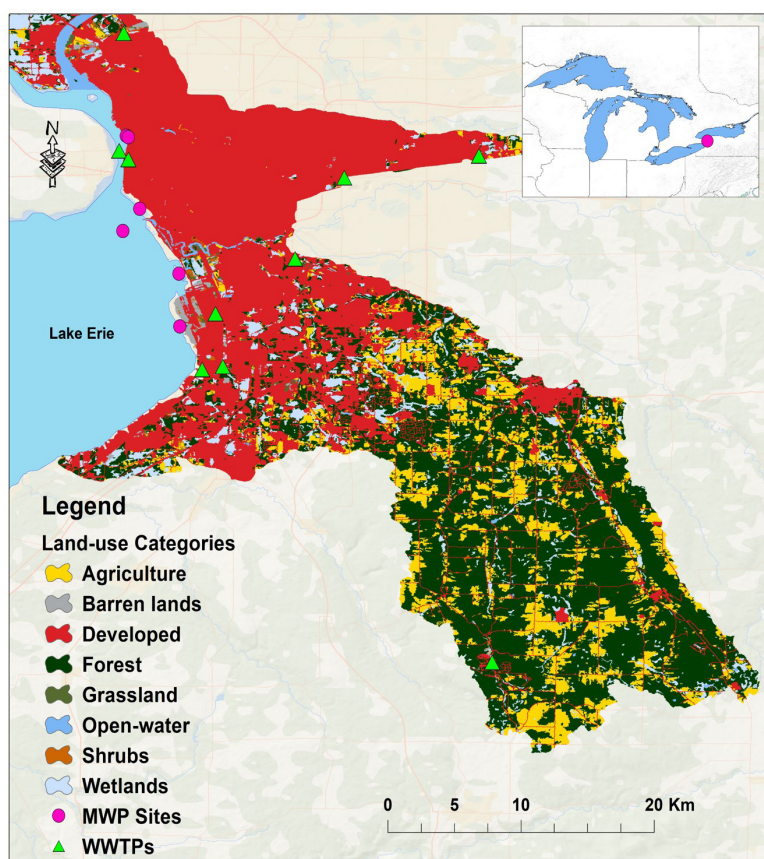 N
Lake Erie
Legend
Land-use Categories
Agriculture
Barren lands
Developed
Forest
Grassland
Open-water
Shrubs
Wetlands
MWP Sites
WWTPs
0 5 10 20 Km